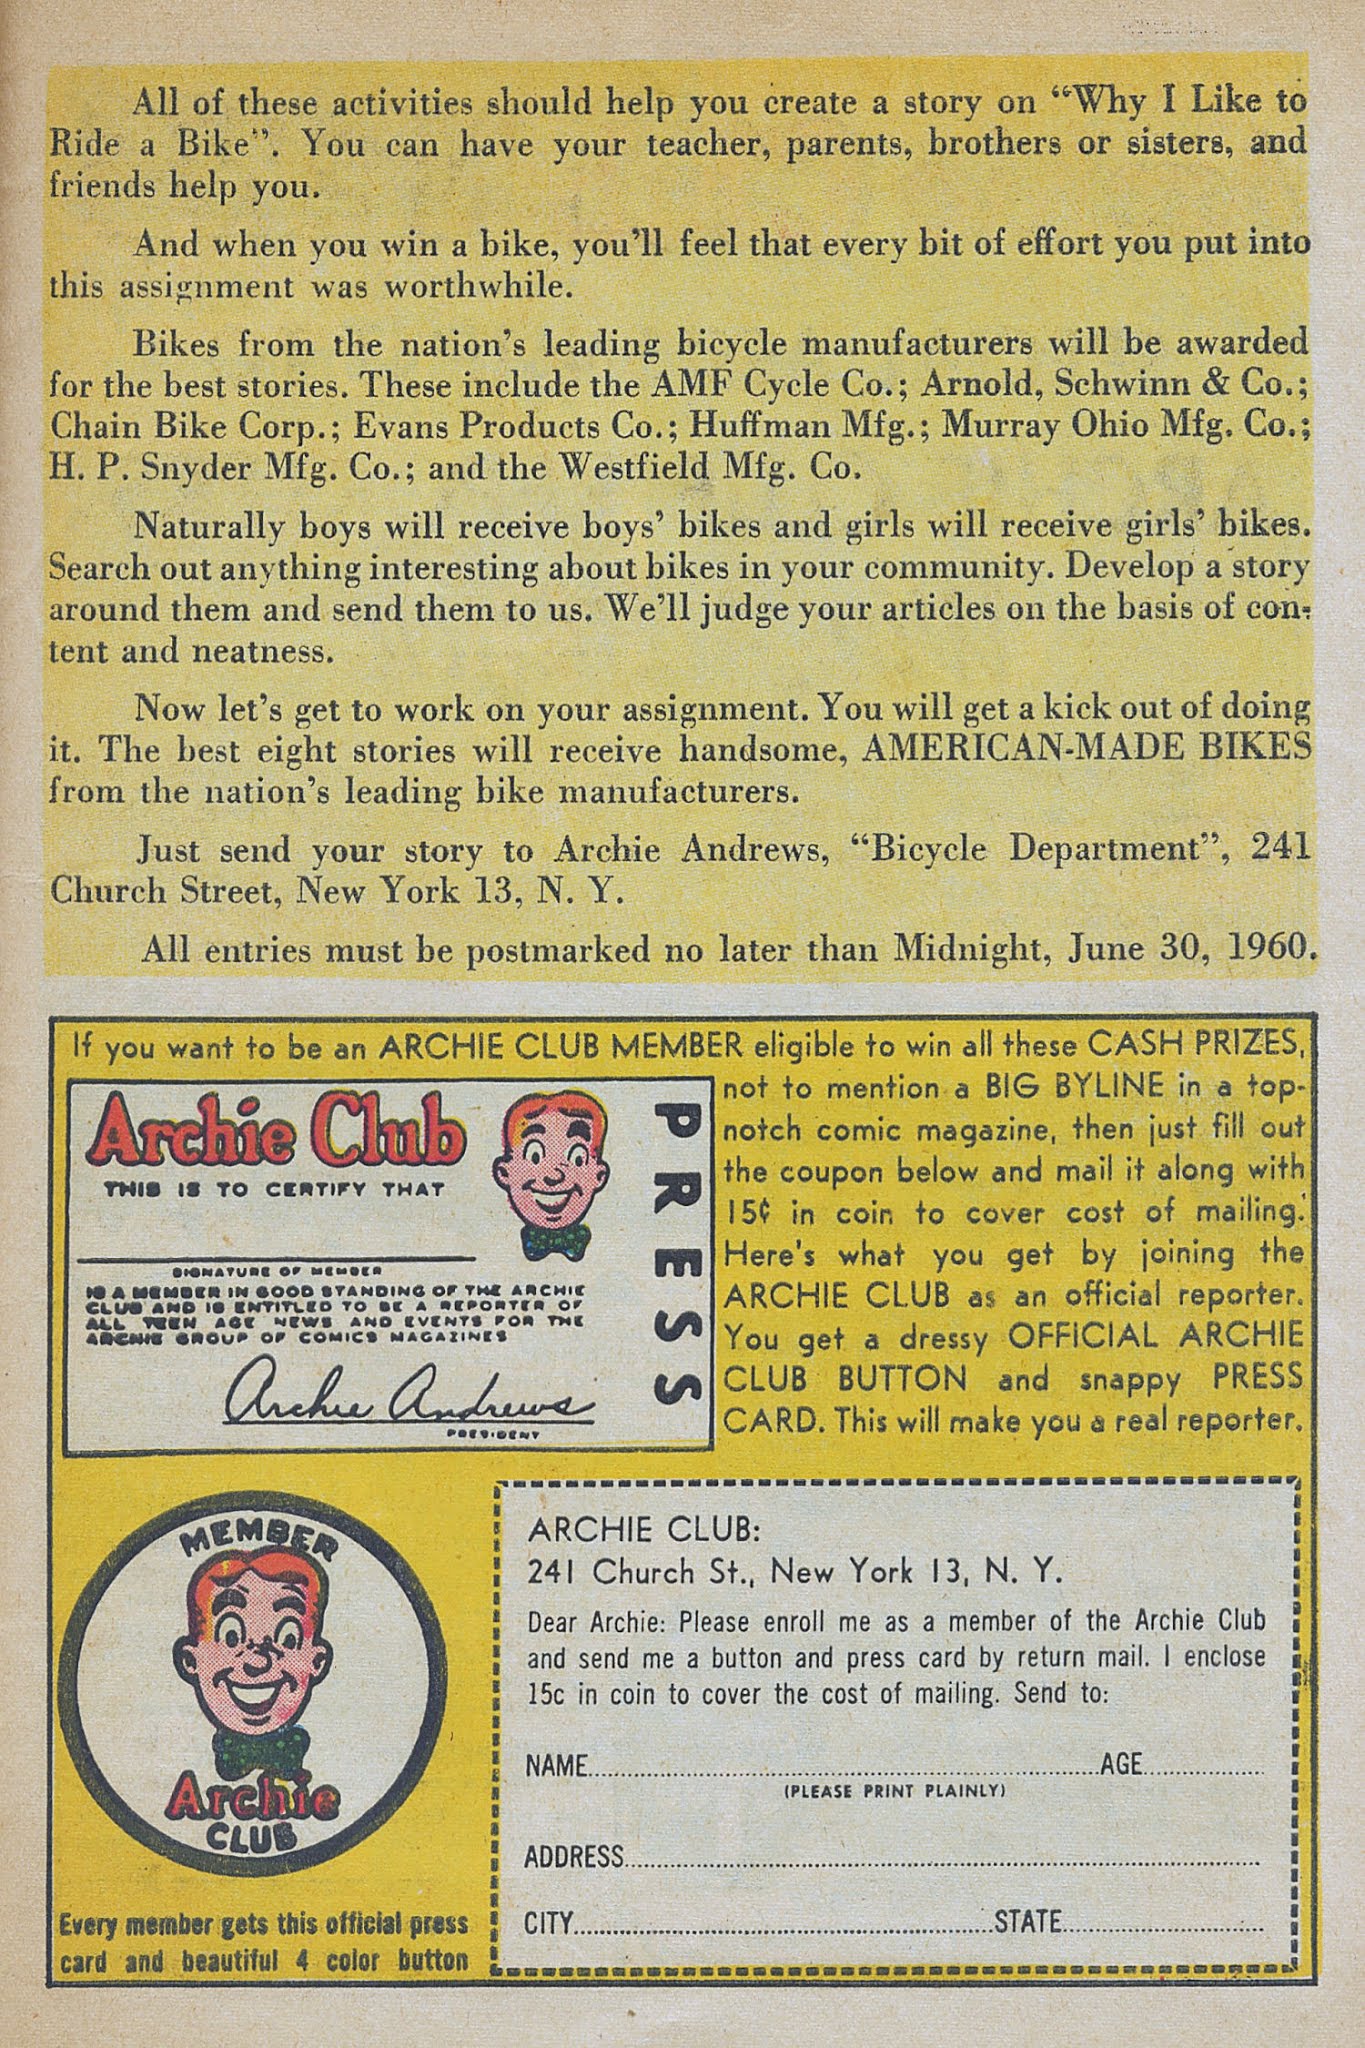 All of these activities should help you create a story on “Why I Like to
Ride a Bike”. You can have your teacher, parents, brothers or sisters, and
friends help you.
And when you win a bike, you’ll feel that every bit of effort you put into
this assignment was worthwhile.
Bikes from the nation’s leading bicycle manufacturers will be awarded
for the best stories. These include the AMF Cycle Co.; Arnold, Schwinn & Co.;
Chain Bike Corp.; Evans Products Co.; Huffman Mfg.; Murray Ohio Mfg. Co.;
H. P. Snyder Mfg. Co.; and the Westfield Mfg. Co.
Naturally boys will receive boys’ bikes and girls will receive girls’ bikes.
Search out anything interesting about bikes in your community. Develop a story
around them and send them to us. We’ll judge your articles on the basis of con-
tent and neatness.
Now let’s get to work on your assignment. You will get a kick out of doing
it. The best eight stories will receive handsome, AMERICAN-MADE BIKES
from the nation’s leading bike manufacturers.
Just send your story to Archie Andrews, “Bicycle Department”, 241
Church Street, New York 13, N. Y.
All entries must be postmarked no later than Midnight, June 30, 1960.
If you want to be an ARCHIE CLUB MEMBER eligible to win all these CASH PRIZES,
not to mention a BIG BYLINE in a top-
notch comic magazine, then just fill out
the coupon below and mail it along with
15¢ in coin to cover cost of mailing.
Here’s what you get by joining the
ARCHIE CLUB as an official reporter.
You get a dressy OFFICIAL ARCHIE
CLUB BUTTON and snappy PRESS
CARD. This will make you a real reporter.
Archie Club
THIS IS TO CERTIFY THAT
SIGNATURE OF MEMBER
IS A MEMBER IN GOOD STANDING OF THE ARCHIE
CLUB AND IS ENTITLED TO BE A REPORTER OF
ALL TEEN AGE NEWS AND EVENTS FOR THE
ARCHIE GROUP OF COMICS MAGAZINES
Archie Andrews
PRESIDENT
PRESS
MEMBER
Archie
CLUB
Every member gets this official press
card and beautiful 4 color button
ARCHIE CLUB:
241 Church St., New York 13, N. Y.
Dear Archie: Please enroll me as a member of the Archie Club
and send me a button and press card by return mail. I enclose
15c in coin to cover the cost of mailing. Send to:
NAME AGE
(PLEASE PRINT PLAINLY)
ADDRESS
CITY STATE